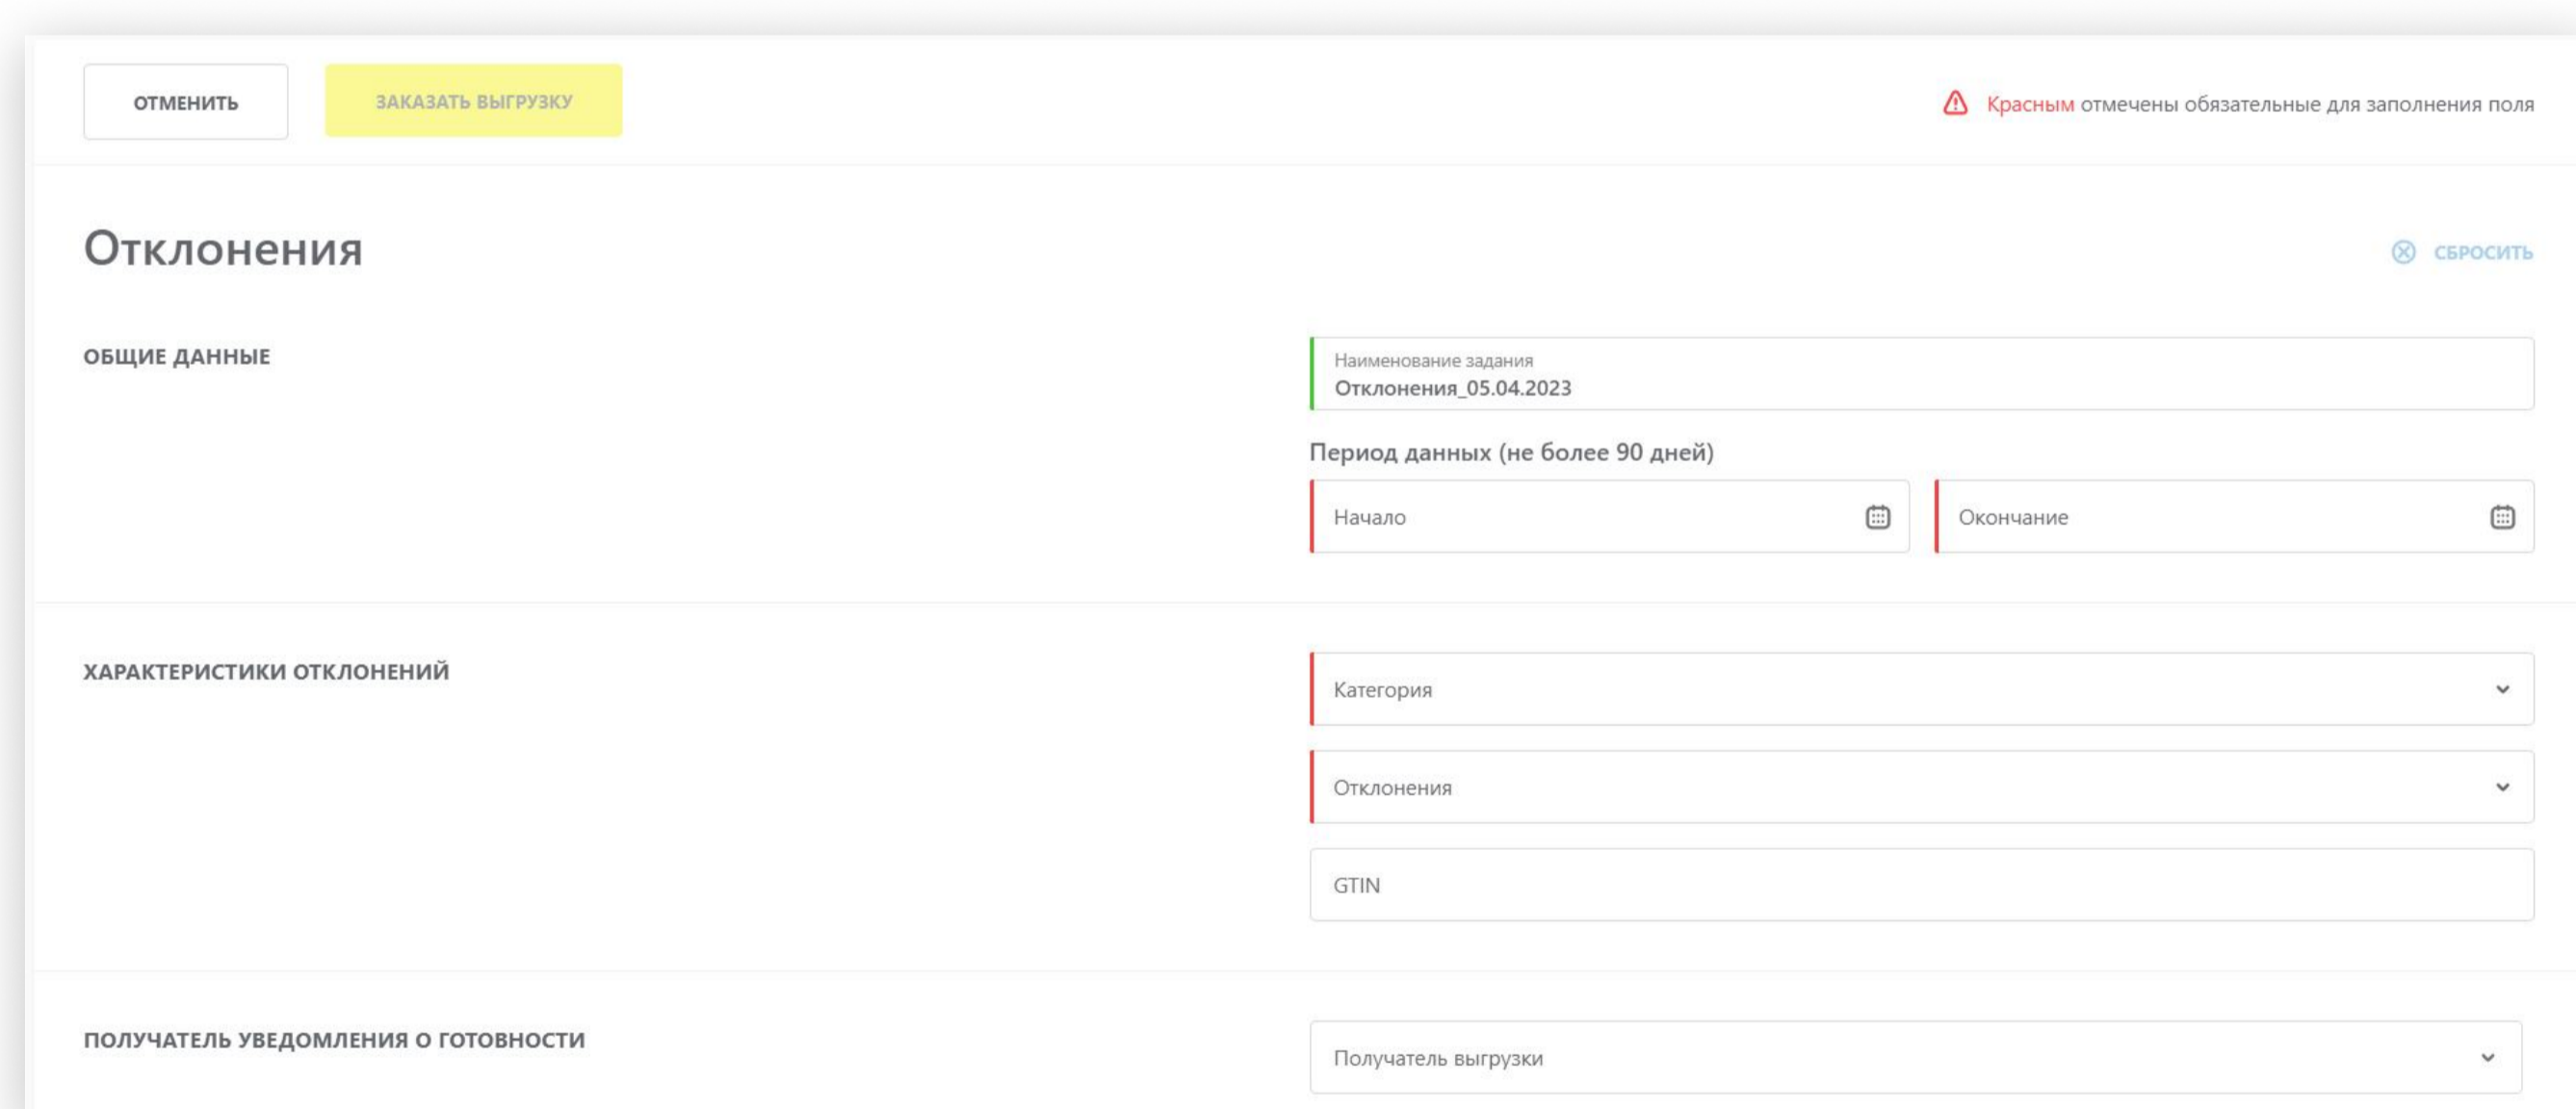 ОТМЕНИТЬ
ЗАКАЗАТЬ ВЫГРУЗКУ
Красным отмечены обязательные для заполнения поля
Отклонения
СБРОСИТЬ
ОБЩИЕ ДАННЫЕ
Наименование задания
Отклонения_05.04.2023
Период данных (не более 90 дней)
Начало
Окончание
ХАРАКТЕРИСТИКИ ОТКЛОНЕНИЙ
Категория
Отклонения
GTIN
ПОЛУЧАТЕЛЬ УВЕДОМЛЕНИЯ О ГОТОВНОСТИ
Получатель выгрузки